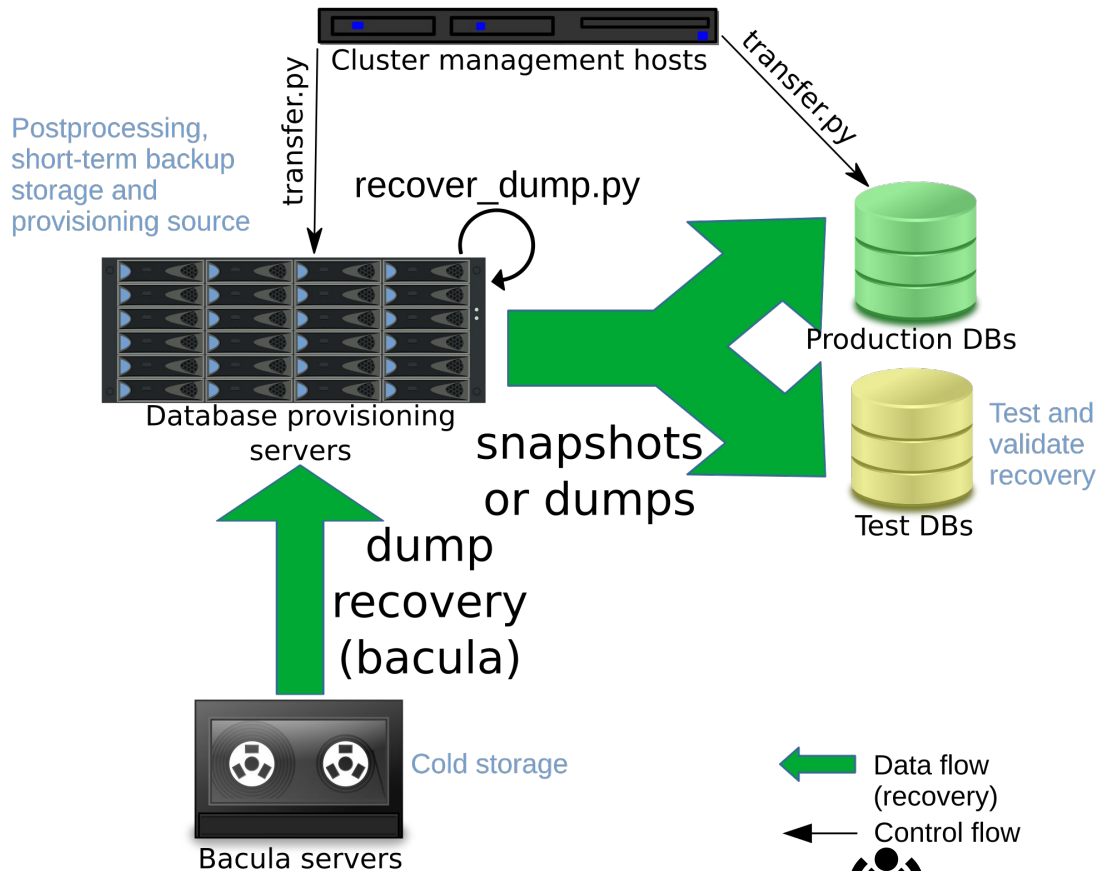 Cluster management hosts
transfer.py
transfer.py
Postprocessing,
short-term backup
storage and
provisioning source
recover_dump.py
Production DBs
Database provisioning
servers
snapshots
or dumps
Test and
validate
recovery
Test DBs
dump
recovery
(bacula)
Cold storage
Bacula servers
Data flow
(recovery)
Control flow